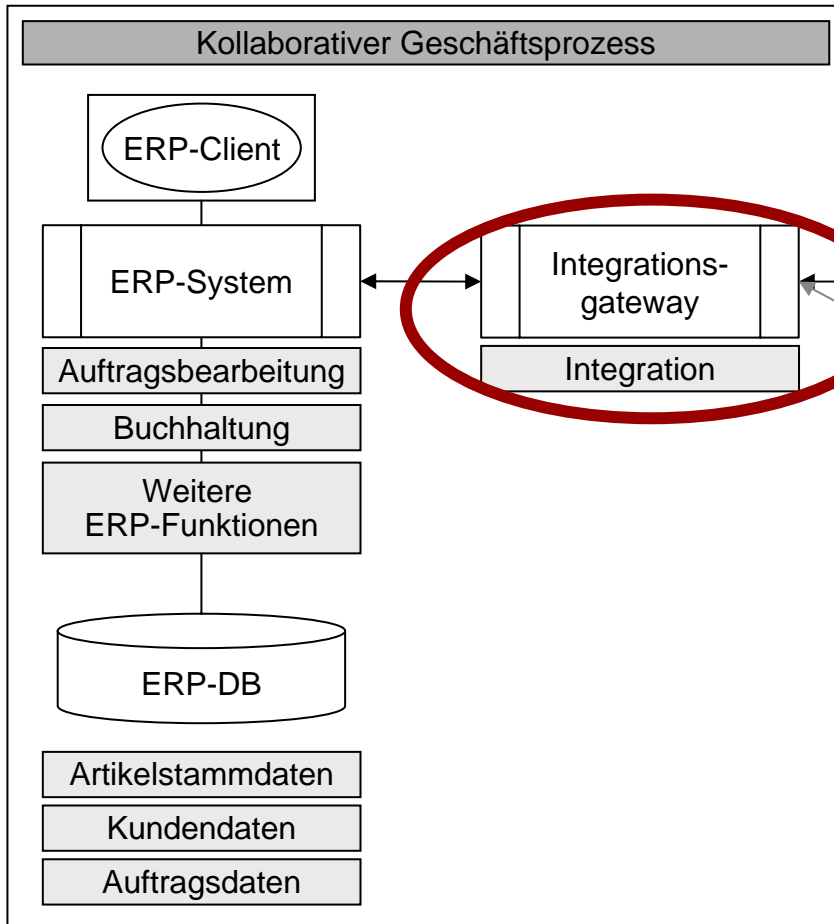 Kollaborativer Geschäftsprozess
ERP-Client
ERP-System
Integrations-
gateway
Auftragsbearbeitung
Integration
Buchhaltung
Weitere
ERP-Funktionen
ERP-DB
Artikelstammdaten
Kundendaten
Auftragsdaten